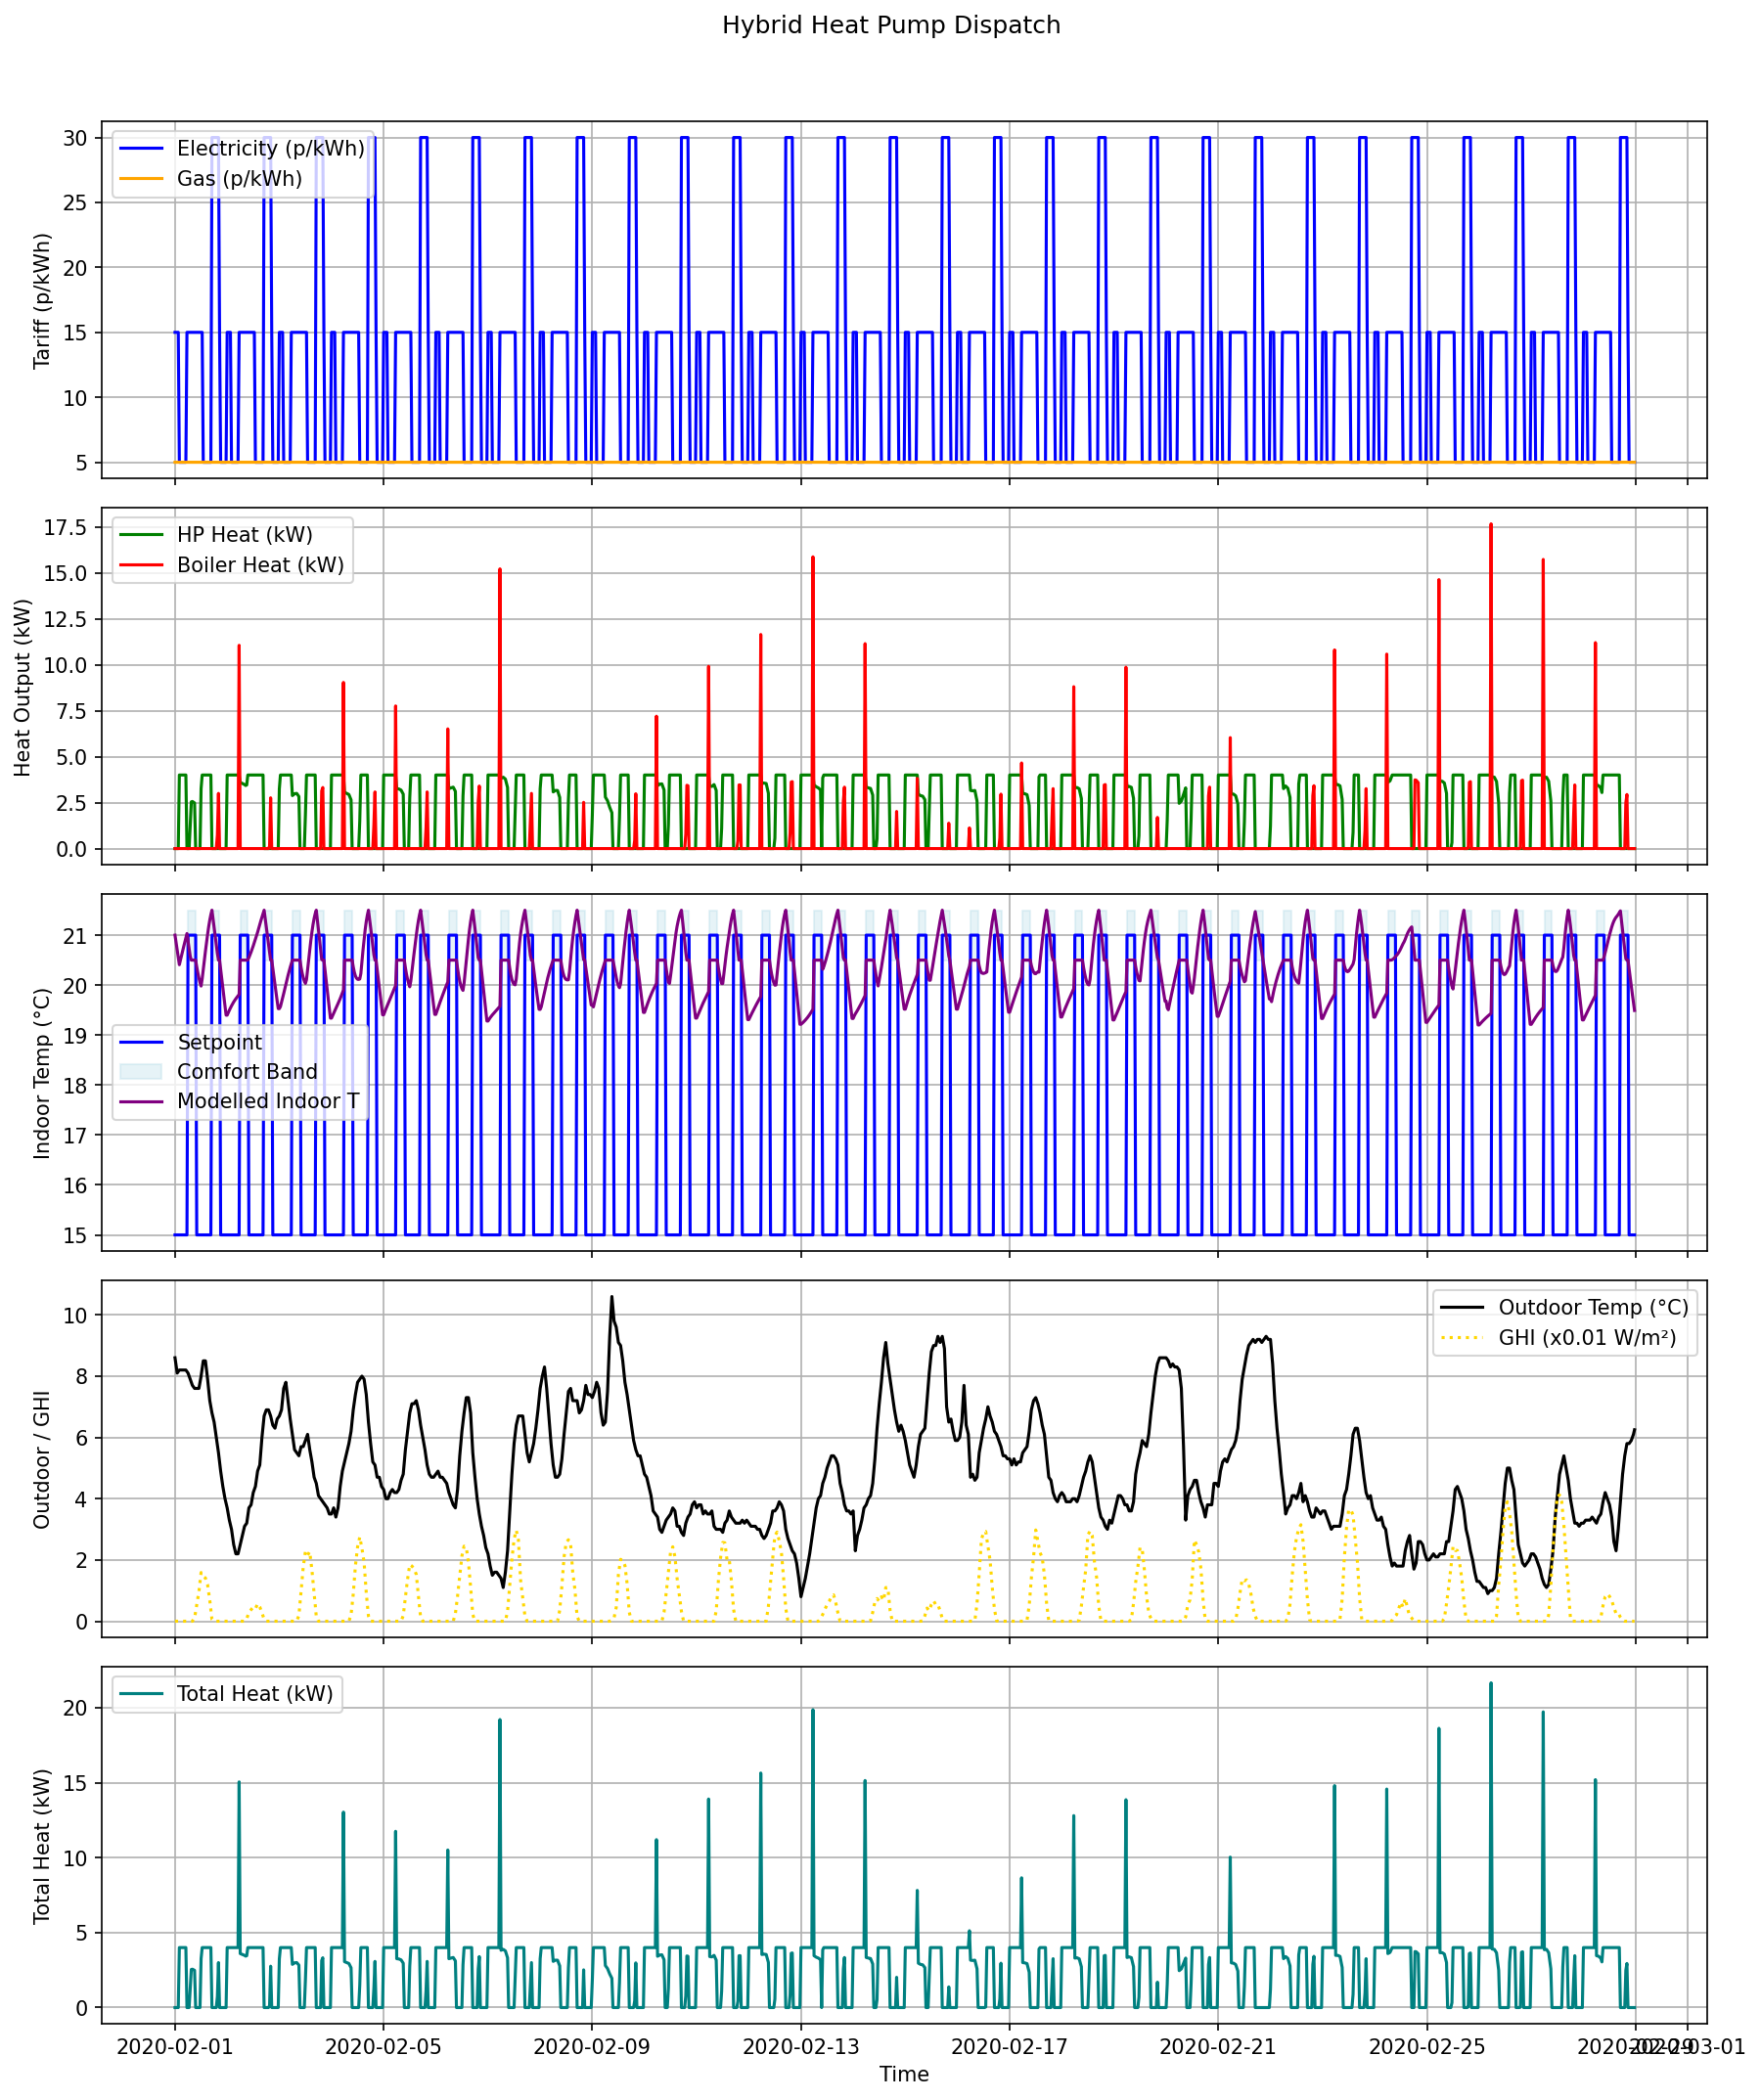 Hybrid Heat Pump Dispatch
30
25
20
15
10
5
Tariff (p/kWh)
Electricity (p/kWh)
Gas (p/kWh)
17.5
15.0
12.5
10.0
7.5
5.0
2.5
0.0
Heat Output (kW)
HP Heat (kW)
Boiler Heat (kW)
21
20
19
18
17
16
15
Indoor Temp (°C)
Setpoint
Comfort Band
Modelled Indoor T
10
8
6
4
2
0
Outdoor / GHI
Outdoor Temp (°C)
GHI (x0.01 W/m²)
20
15
10
5
0
Total Heat (kW)
Total Heat (kW)
2020-02-01
2020-02-05
2020-02-09
2020-02-13
2020-02-17
2020-02-21
2020-02-25
2020-02-29
2020-03-01
Time